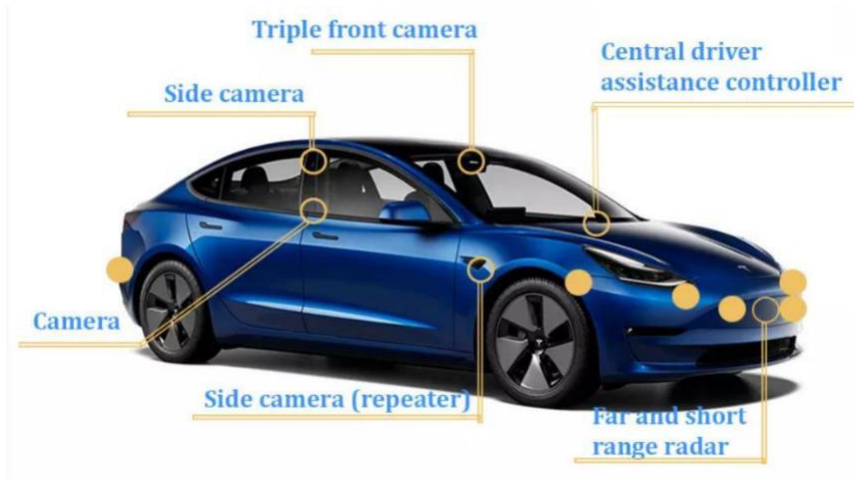 Triple front camera
Central driver
assistance controller
Side camera
Camera
Side camera (repeater)
Far and short
range radar